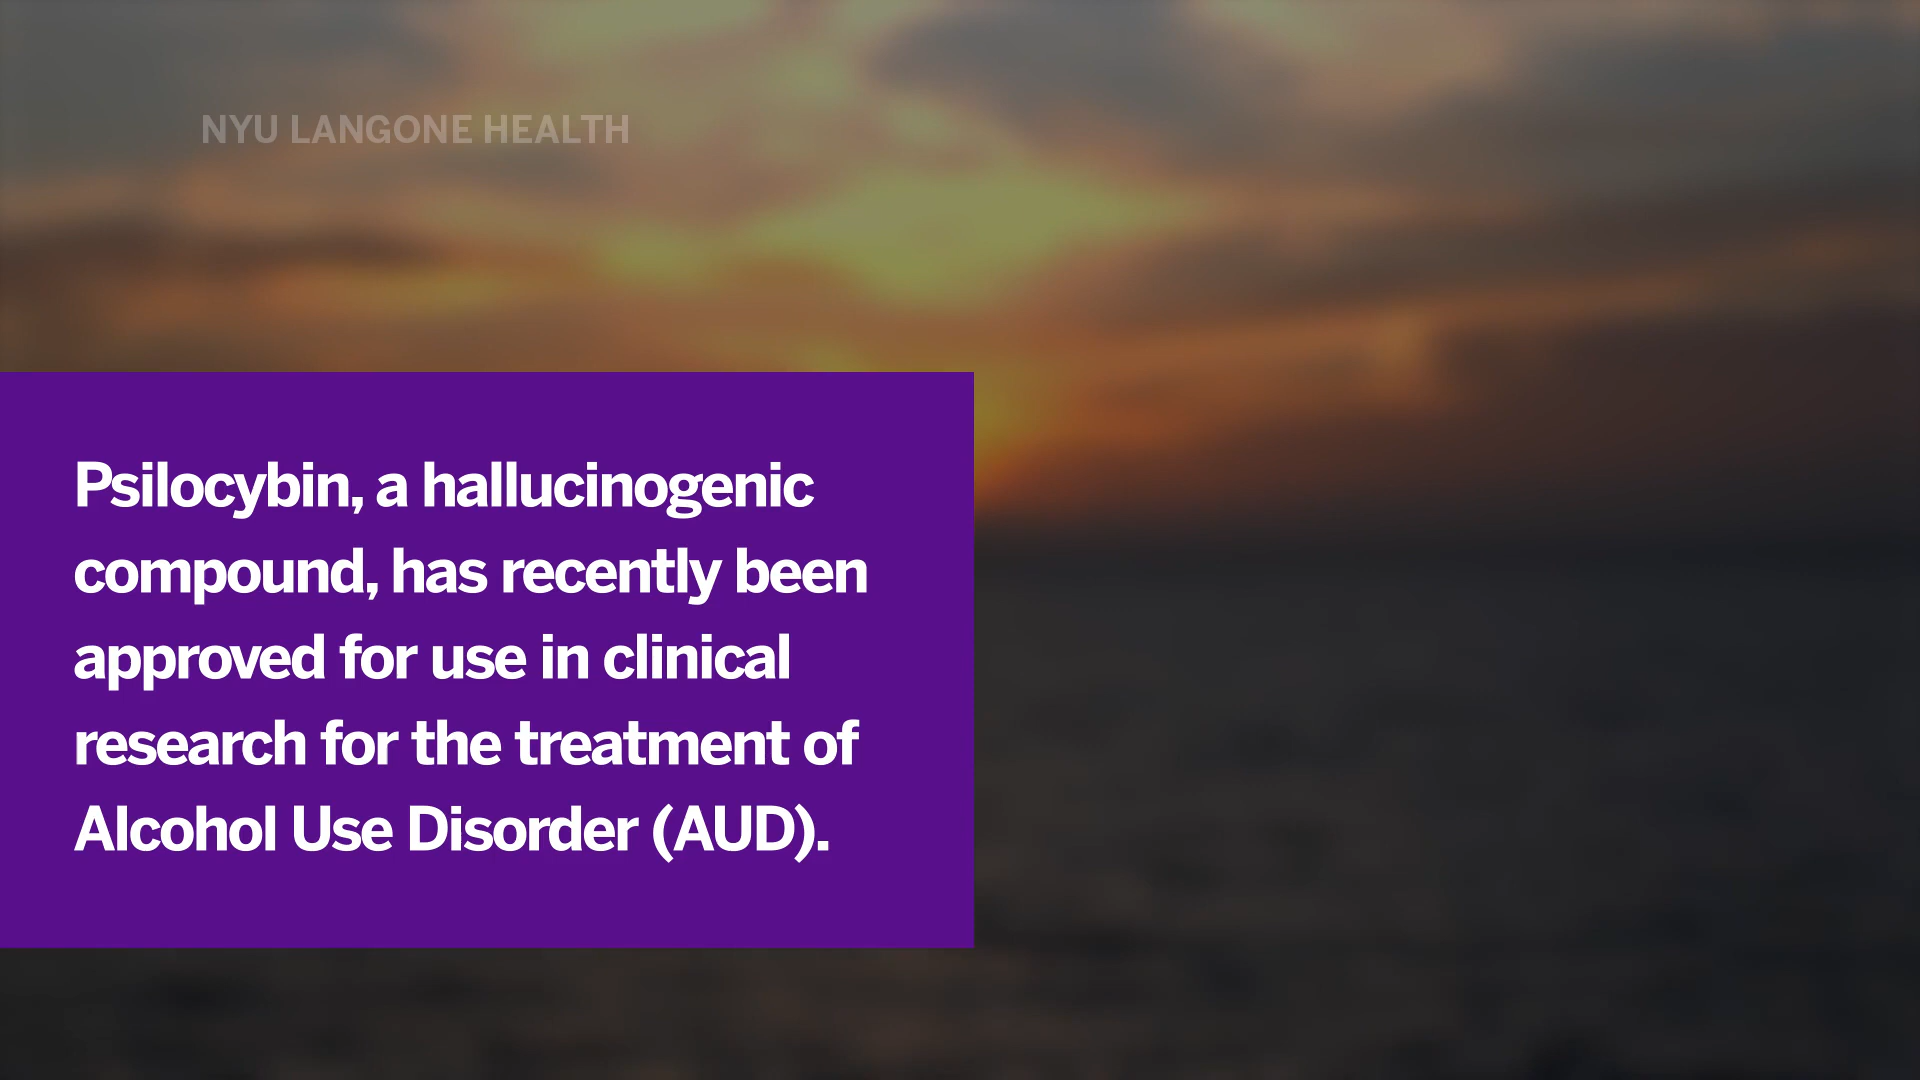 NYU LANGONE HEALTH
Psilocybin, a hallucinogenic
compound, has recently been
approved for use in clinical
research for the treatment of
Alcohol Use Disorder (AUD).